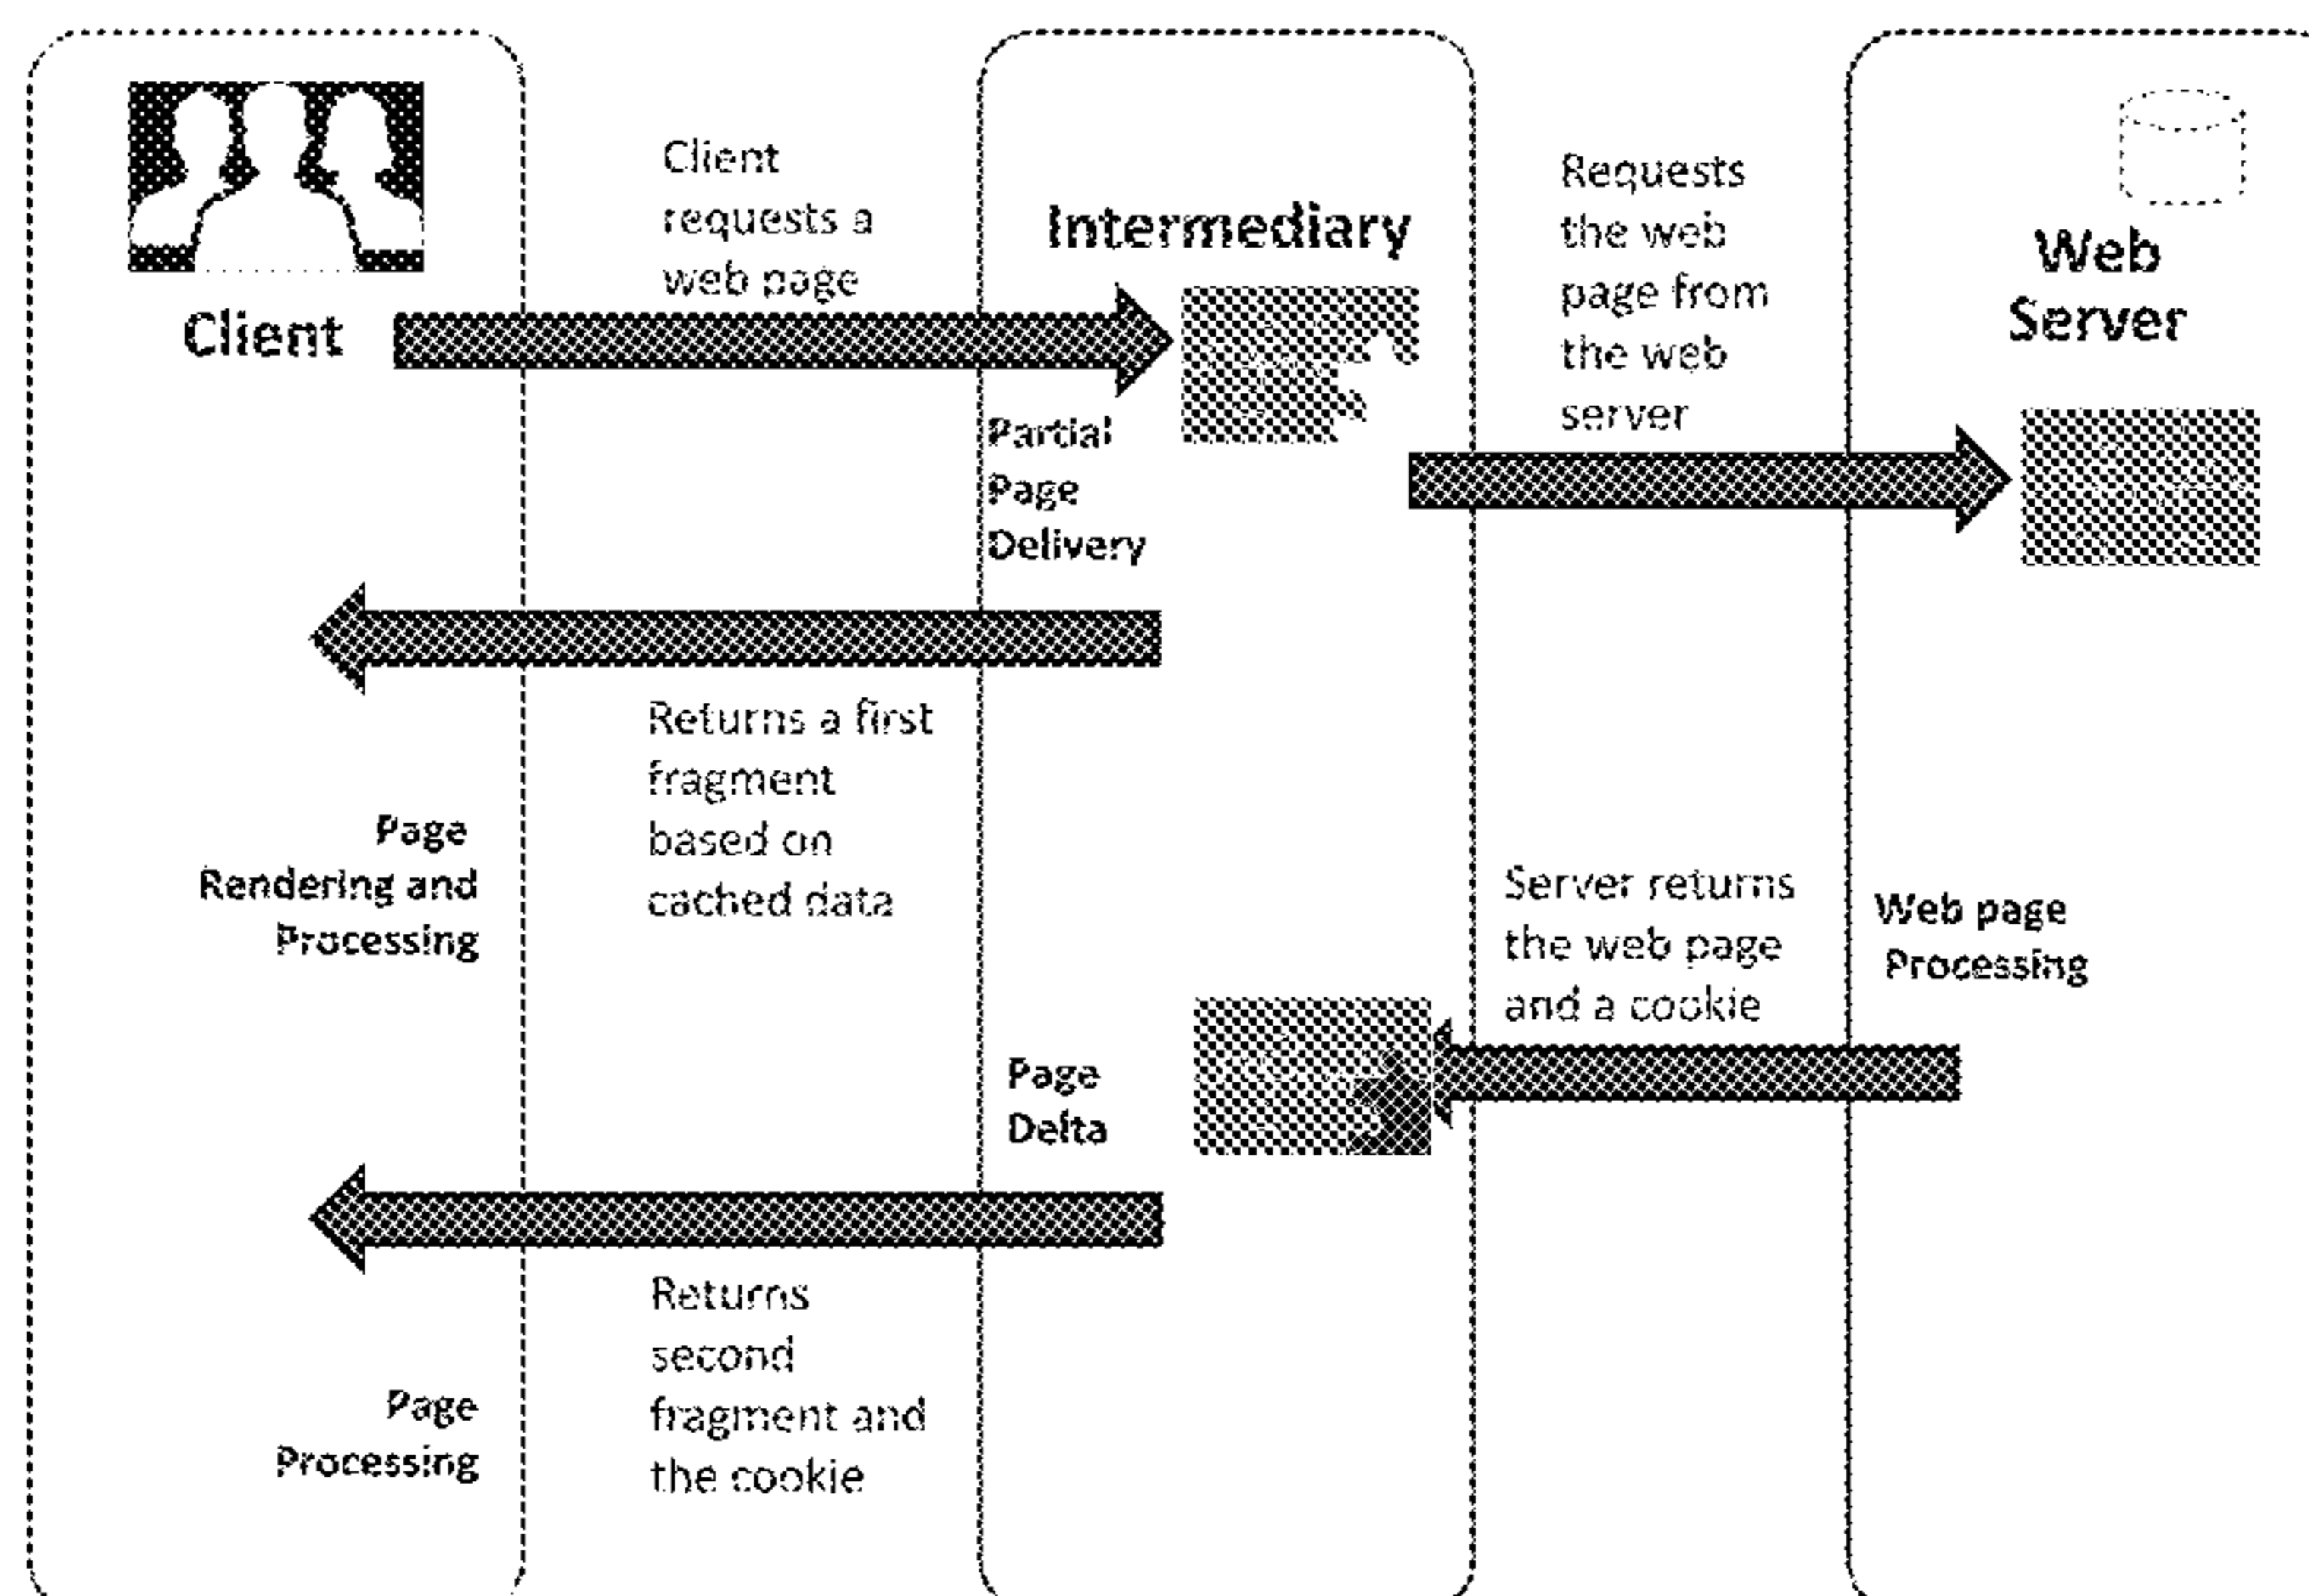 Client
Client
requests a
web page
Intermediary
Requests
the web
page from
the web
server
Web
Server
Partial
Page
Delivery
Returns a first
fragment
based on
cached data
Page
Rendering and
Processing
Server returns
the web page
and a cookie
Web page
Processing
Page
Delta
Returns
second
fragment and
the cookie
Page
Processing